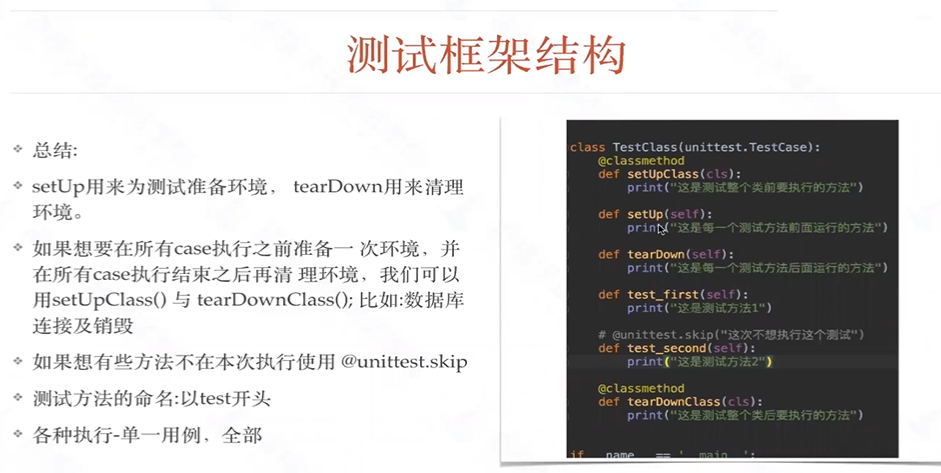 测试框架结构
总结:
setUp用来为测试准备环境， tearDown用来清理
环境。
如果想要在所有case执行之前准备一 次环境，并
在所有case执行结束之后再清 理环境，我们可以
用setUpClass() 与 tearDownClass(); 比如:数据库
连接及销毁
如果想有些方法不在本次执行使用 @unittest.skip
测试方法的命名:以test开头
各种执行-单一用例，全部
class TestClass(unittest.TestCase):
@classmethod
def setUpClass(cls):
print("这是测试整个类前要执行的方法")
def setUp(self):
print("这是每一个测试方法前面运行的方法")
def tearDown(self):
print("这是每一个测试方法后面运行的方法")
def test_first(self):
print("这是测试方法1")
# @unittest.skip("这次不想执行这个测试")
def test_second(self):
print("这是测试方法2")
@classmethod
def tearDownClass(cls):
print("这是测试整个类后要执行的方法")
if __name__ == '__main__':